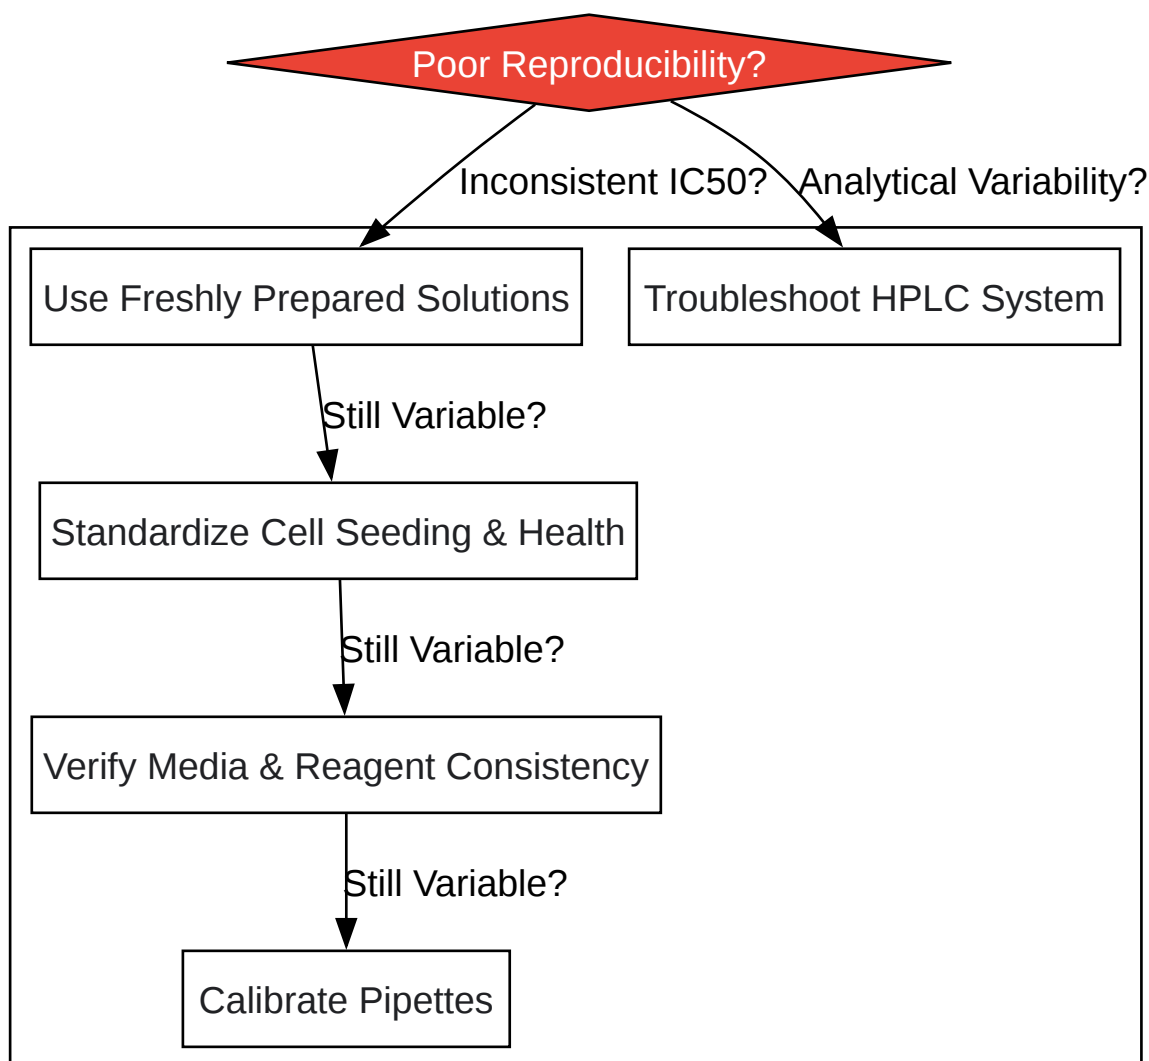 Poor Reproducibility?
Inconsistent IC50?
Analytical Variability?
Use Freshly Prepared Solutions
Troubleshoot HPLC System
Still Variable?
Standardize Cell Seeding & Health
Still Variable?
Verify Media & Reagent Consistency
Still Variable?
Calibrate Pipettes